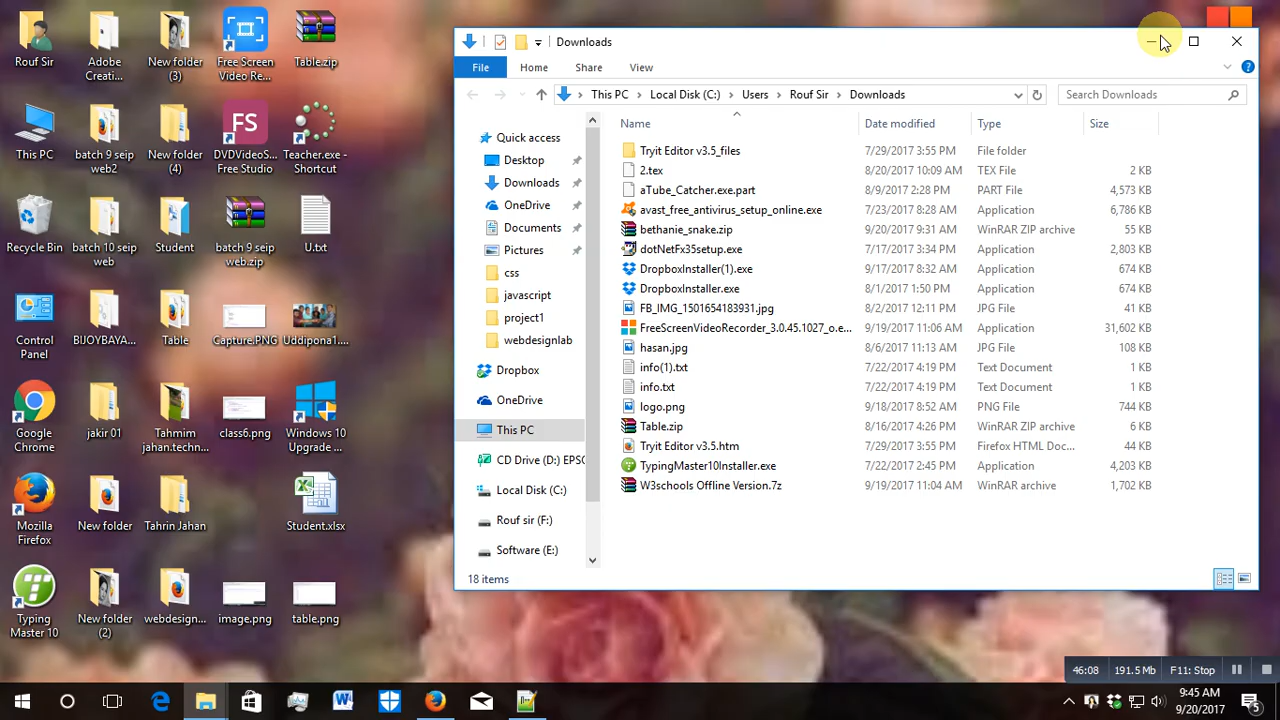 Rouf Sir
Adobe
Creati...
New folder
(3)
Free Screen
Video Re...
Table.zip
This PC
batch 9 seip
web2
New folder
(4)
FS
DVDVideoS...
Free Studio
Teacher.exe -
Shortcut
Recycle Bin
batch 10 seip
web
Student
batch 9 seip
web.zip
U.txt
Control
Panel
BIJOYBAYA...
Table
Capture.PNG
Uddipona1....
Google
Chrome
jakir 01
Tahmim
jahan.techn...
class6.png
Windows 10
Upgrade ...
Mozilla
Firefox
New folder
Tahrin Jahan
Student.xlsx
Typing
Master 10
New folder
(2)
webdesign...
image.png
table.png
Downloads
File Home Share View
This PC Local Disk (C:) Users Rouf Sir Downloads
Search Downloads
Quick access
Desktop
Downloads
OneDrive
Documents
Pictures
css
javascript
project1
webdesignlab
Dropbox
OneDrive
This PC
CD Drive (D:) EPSO
Local Disk (C:)
Rouf sir (F:)
Software (E:)
Name Date modified Type Size
Tryit Editor v3.5_files 7/29/2017 3:55 PM File folder
2.tex 8/20/2017 10:09 AM TEX File 2 KB
aTube_Catcher.exe.part 8/9/2017 2:28 PM PART File 4,573 KB
avast_free_antivirus_setup_online.exe 7/23/2017 8:28 AM Application 6,786 KB
bethanie_snake.zip 9/20/2017 9:31 AM WinRAR ZIP archive 55 KB
dotNetFx35setup.exe 7/17/2017 3:34 PM Application 2,803 KB
DropboxInstaller(1).exe 9/17/2017 8:32 AM Application 674 KB
DropboxInstaller.exe 8/1/2017 1:50 PM Application 674 KB
FB_IMG_1501654183931.jpg 8/2/2017 12:11 PM JPG File 41 KB
FreeScreenVideoRecorder_3.0.45.1027_o.e... 9/19/2017 11:06 AM Application 31,602 KB
hasan.jpg 8/6/2017 11:13 AM JPG File 108 KB
info(1).txt 7/22/2017 4:19 PM Text Document 1 KB
info.txt 7/22/2017 4:19 PM Text Document 1 KB
logo.png 9/18/2017 8:52 AM PNG File 744 KB
Table.zip 8/16/2017 4:26 PM WinRAR ZIP archive 6 KB
Tryit Editor v3.5.htm 7/29/2017 3:55 PM Firefox HTML Doc... 44 KB
TypingMaster10Installer.exe 7/22/2017 2:45 PM Application 4,203 KB
W3schools Offline Version.7z 9/19/2017 11:04 AM WinRAR archive 1,702 KB
18 items
46:08 191.5 Mb F11: Stop
9:45 AM
9/20/2017
5